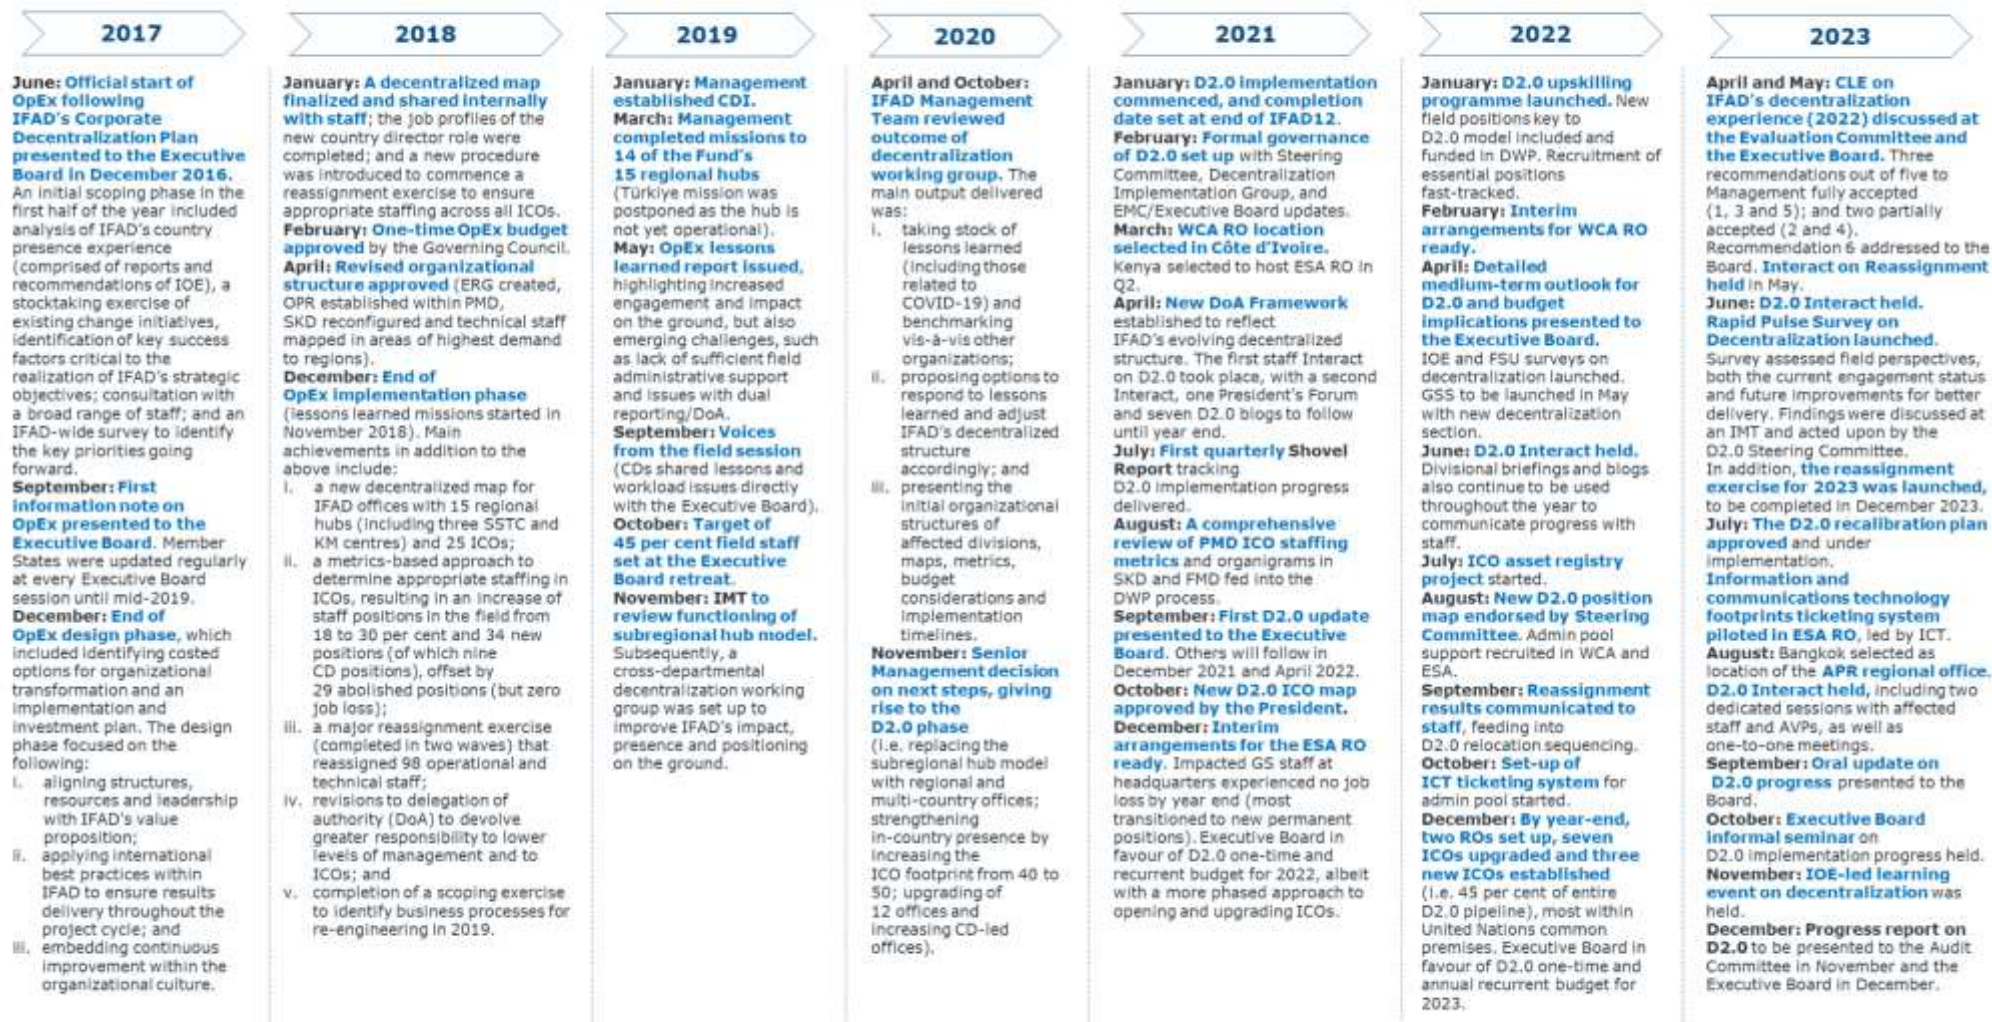 2017
June: Official start of
OpEx following
IFAD's Corporate
Decentralization Plan
presented to the Executive
Board in December 2016.
An initial scoping phase in the
first half of the year included
analysis of IFAD's country
presence experience
(comprised of reports and
recommendations of IOE), a
stocktaking exercise of
existing change initiatives,
identification of key success
factors critical to the
realization of IFAD's strategic
objectives; consultation with
a broad range of staff; and an
IFAD-wide survey to identify
the key priorities going
forward.
September: First
information note on
OpEx presented to the
Executive Board. Member
States were updated regularly
at every Executive Board
session until mid-2019.
December: End of
OpEx design phase, which
included identifying costed
options for organizational
transformation and an
implementation and
investment plan. The design
phase focused on the
following:
i. aligning structures,
resources and leadership
with IFAD's value
proposition;
ii. applying international
best practices within
IFAD to ensure results
delivery throughout the
project cycle; and
iii. embedding continuous
improvement within the
organizational culture.
2018
January: A decentralized map
finalized and shared internally
with staff; the job profiles of the
new country director role were
completed; and a new procedure
was introduced to commence a
reassignment exercise to ensure
appropriate staffing across all ICOs.
February: One-time OpEx budget
approved by the Governing Council.
April: Revised organizational
structure approved (ERG created,
OPR established within PMD,
SKD reconfigured and technical staff
mapped in areas of highest demand
to regions).
December: End of
OpEx implementation phase
(lessons learned missions started in
November 2018). Main
achievements in addition to the
above include:
i. a new decentralized map for
IFAD offices with 15 regional
hubs (including three SSTC and
KM centres) and 25 ICOs;
ii. a metrics-based approach to
determine appropriate staffing in
ICOs, resulting in an increase of
staff positions in the field from
18 to 30 per cent and 34 new
positions (of which nine
CD positions), offset by
29 abolished positions (but zero
job loss);
iii. a major reassignment exercise
(completed in two waves) that
reassigned 98 operational and
technical staff;
iv. revisions to delegation of
authority (DoA) to devolve
greater responsibility to lower
levels of management and to
ICOs; and
v. completion of a scoping exercise
to identify business processes for
re-engineering in 2019.
2019
January: Management
established CDI.
March: Management
completed missions to
14 of the Fund's
15 regional hubs
(Türkiye mission was
postponed as the hub is
not yet operational).
May: OpEx lessons
learned report issued,
highlighting increased
engagement and impact
on the ground, but also
emerging challenges, such
as lack of sufficient field
administrative support
and issues with dual
reporting/DoA.
September: Voices
from the field session
(CDs shared lessons and
workload issues directly
with the Executive Board).
October: Target of
45 per cent field staff
set at the Executive
Board retreat.
November: IMT to
review functioning of
subregional hub model.
Subsequently, a
cross-departmental
decentralization working
group was set up to
improve IFAD's impact,
presence and positioning
on the ground.
2020
April and October:
IFAD Management
Team reviewed
outcome of
decentralization
working group. The
main output delivered
was:
i. taking stock of
lessons learned
(including those
related to
COVID-19) and
benchmarking
vis-à-vis other
organizations;
ii. proposing options to
respond to lessons
learned and adjust
IFAD's decentralized
structure
accordingly; and
iii. presenting the
initial organizational
structures of
affected divisions,
maps, metrics,
budget
considerations and
implementation
timelines.
November: Senior
Management decision
on next steps, giving
rise to the
D2.0 phase
(i.e. replacing the
subregional hub model
with regional and
multi-country offices;
strengthening
in-country presence by
increasing the
ICO footprint from 40 to
50; upgrading of
12 offices and
increasing CD-led
offices).
2021
January: D2.0 implementation
commenced, and completion
date set at end of IFAD12.
February: Formal governance
of D2.0 set up with Steering
Committee, Decentralization
Implementation Group, and
EMC/Executive Board updates.
March: WCA RO location
selected in Côte d'Ivoire.
Kenya selected to host ESA RO in
Q2.
April: New DoA Framework
established to reflect
IFAD's evolving decentralized
structure. The first staff Interact
on D2.0 took place, with a second
Interact, one President's Forum
and seven D2.0 blogs to follow
until year end.
July: First quarterly Shovel
Report tracking
D2.0 implementation progress
delivered.
August: A comprehensive
review of PMD ICO staffing
metrics and organigrams in
SKD and FMD fed into the
DWP process.
September: First D2.0 update
presented to the Executive
Board. Others will follow in
December 2021 and April 2022.
October: New D2.0 ICO map
approved by the President.
December: Interim
arrangements for the ESA RO
ready. Impacted GS staff at
headquarters experienced no job
loss by year end (most
transitioned to new permanent
positions). Executive Board in
favour of D2.0 one-time and
recurrent budget for 2022, albeit
with a more phased approach to
opening and upgrading ICOs.
2022
January: D2.0 upskilling
programme launched. New
field positions key to
D2.0 model included and
funded in DWP. Recruitment of
essential positions
fast-tracked.
February: Interim
arrangements for WCA RO
ready.
April: Detailed
medium-term outlook for
D2.0 and budget
implications presented to
the Executive Board.
IOE and FSU surveys on
decentralization launched.
GSS to be launched in May
with new decentralization
section.
June: D2.0 Interact held.
Divisional briefings and blogs
also continue to be used
throughout the year to
communicate progress with
staff.
July: ICO asset registry
project started.
August: New D2.0 position
map endorsed by Steering
Committee. Admin pool
support recruited in WCA and
ESA.
September: Reassignment
results communicated to
staff, feeding into
D2.0 relocation sequencing.
October: Set-up of
ICT ticketing system for
admin pool started.
December: By year-end,
two ROs set up, seven
ICOs upgraded and three
new ICOs established
(i.e. 45 per cent of entire
D2.0 pipeline), most within
United Nations common
premises. Executive Board in
favour of D2.0 one-time and
annual recurrent budget for
2023.
2023
April and May: CLE on
IFAD's decentralization
experience (2022) discussed at
the Evaluation Committee and
the Executive Board. Three
recommendations out of five to
Management fully accepted
(1, 3 and 5); and two partially
accepted (2 and 4).
Recommendation 6 addressed to the
Board. Interact on Reassignment
held in May.
June: D2.0 Interact held.
Rapid Pulse Survey on
Decentralization launched.
Survey assessed field perspectives,
both the current engagement status
and future improvements for better
delivery. Findings were discussed at
an IMT and acted upon by the
D2.0 Steering Committee.
In addition, the reassignment
exercise for 2023 was launched,
to be completed in December 2023.
July: The D2.0 recalibration plan
approved and under
implementation.
Information and
communications technology
footprints ticketing system
piloted in ESA RO, led by ICT.
August: Bangkok selected as
location of the APR regional office.
D2.0 Interact held, including two
dedicated sessions with affected
staff and AVPs, as well as
one-to-one meetings.
September: Oral update on
D2.0 progress presented to the
Board.
October: Executive Board
informal seminar on
D2.0 implementation progress held.
November: IOE-led learning
event on decentralization was
held.
December: Progress report on
D2.0 to be presented to the Audit
Committee in November and the
Executive Board in December.